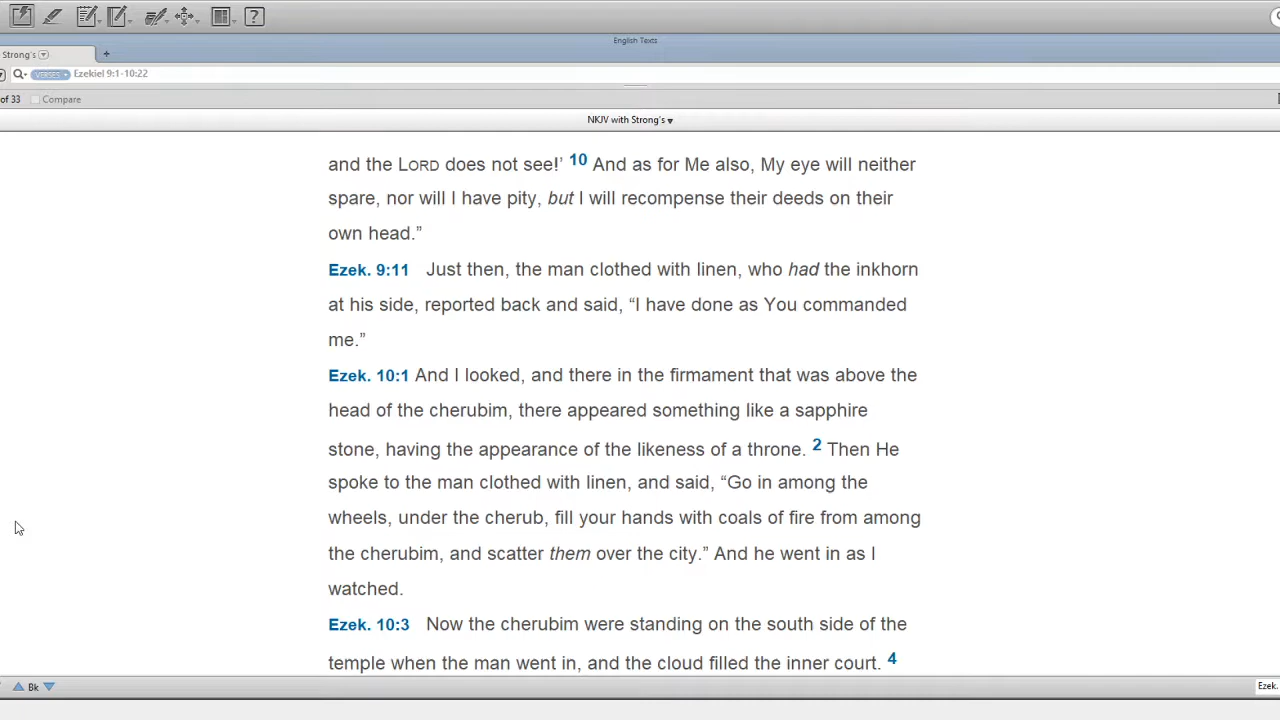 English Texts
Strong's
+
VERSES Ezekiel 9:1-10:22
of 33 Compare
NKJV with Strong's
and the LORD does not see!’ 10 And as for Me also, My eye will neither
spare, nor will I have pity, but I will recompense their deeds on their
own head.”
Ezek. 9:11 Just then, the man clothed with linen, who had the inkhorn
at his side, reported back and said, “I have done as You commanded
me.”
Ezek. 10:1 And I looked, and there in the firmament that was above the
head of the cherubim, there appeared something like a sapphire
stone, having the appearance of the likeness of a throne. 2 Then He
spoke to the man clothed with linen, and said, “Go in among the
wheels, under the cherub, fill your hands with coals of fire from among
the cherubim, and scatter them over the city.” And he went in as I
watched.
Ezek. 10:3 Now the cherubim were standing on the south side of the
temple when the man went in, and the cloud filled the inner court. 4
Bk
Ezek.